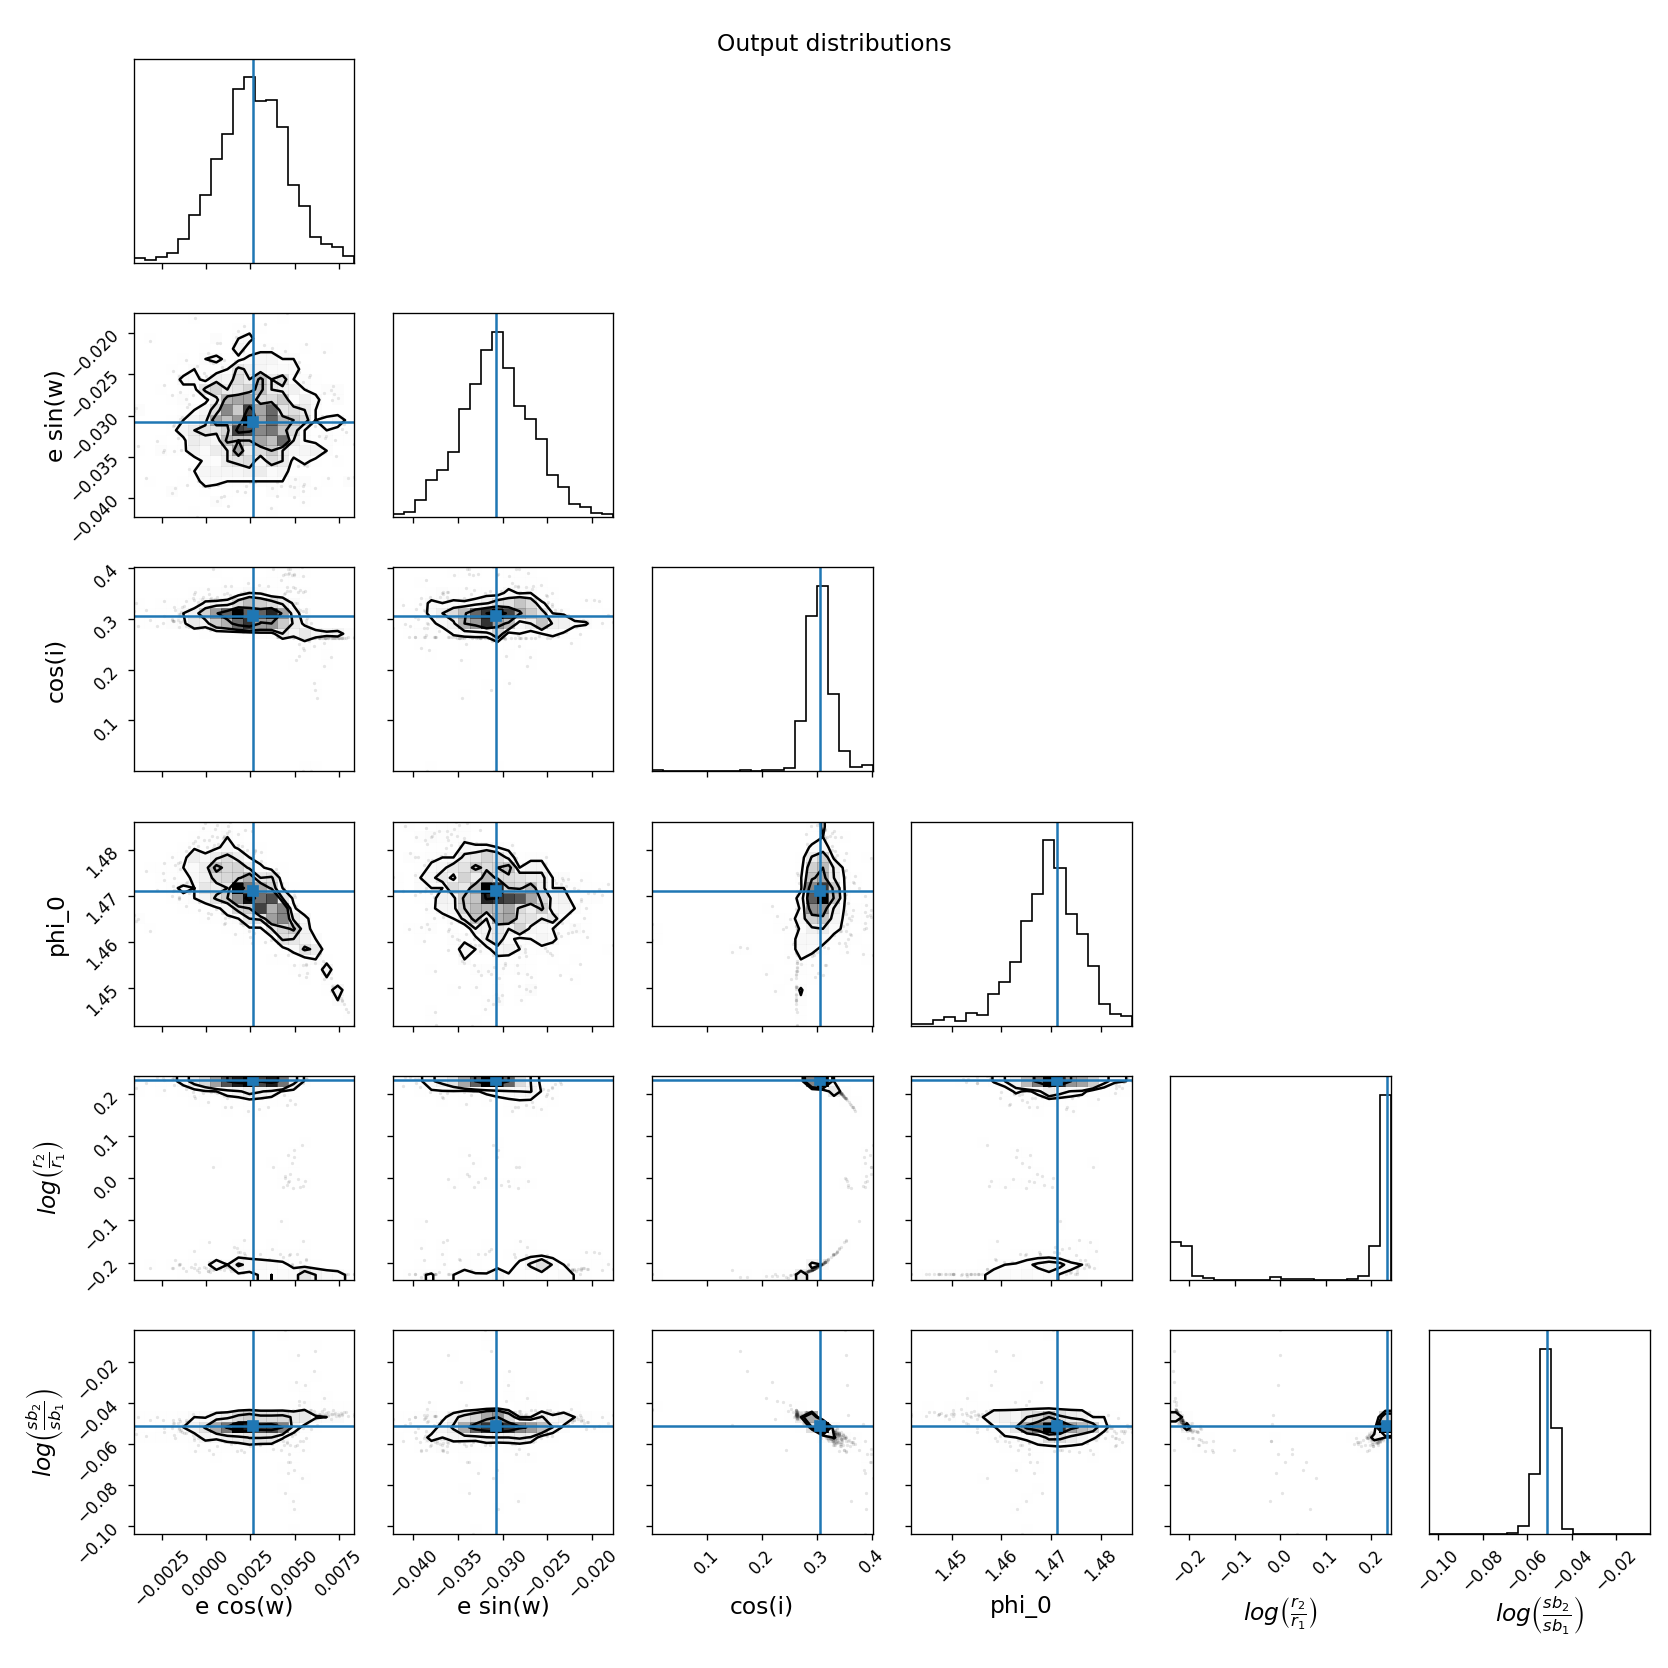 Output distributions
e sin(w)
−0.020
−0.025
−0.030
−0.035
−0.040
cos(i)
0.4
0.3
0.2
0.1
phi_0
1.48
1.47
1.46
1.45
log(r₂/r₁)
0.2
0.1
0.0
−0.1
−0.2
log(sb₂/sb₁)
−0.02
−0.04
−0.06
−0.08
−0.10
−0.0025 0.0000 0.0025 0.0050 0.0075 −0.040 −0.035 −0.030 −0.025 −0.020 0.1 0.2 0.3 0.4 1.45 1.46 1.47 1.48 −0.2 −0.1 0.0 0.1 0.2 −0.10 −0.08 −0.06 −0.04 −0.02
e cos(w) e sin(w) cos(i) phi_0 log(r₂/r₁) log(sb₂/sb₁)